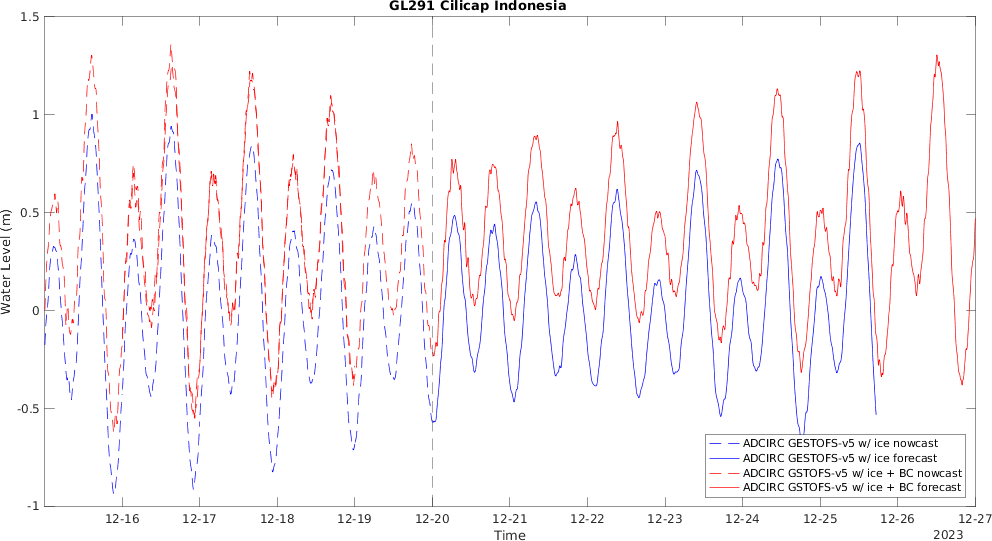 GL291 Cilicap Indonesia
1.5
1
0.5
0
-0.5
-1
Water Level (m)
ADCIRC GESTOFS-v5 w/ ice nowcast
ADCIRC GESTOFS-v5 w/ ice forecast
ADCIRC GSTOFS-v5 w/ ice + BC nowcast
ADCIRC GSTOFS-v5 w/ ice + BC forecast
12-16 12-17 12-18 12-19 12-20 12-21 12-22 12-23 12-24 12-25 12-26 12-27
Time
2023